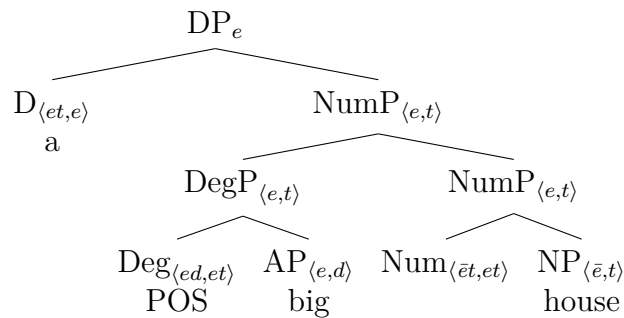 DP_e
D_⟨et,e⟩ NumP_⟨e,t⟩
a
DegP_⟨e,t⟩ NumP_⟨e,t⟩
Deg_⟨ed,et⟩ AP_⟨e,d⟩ Num_⟨ēt,et⟩ NP_⟨ē,t⟩
POS big house